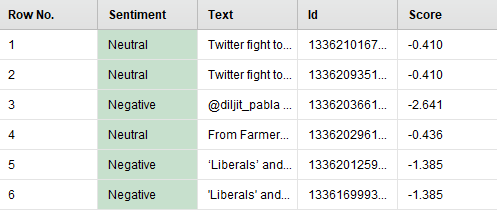 Row No. Sentiment Text Id Score
1 Neutral Twitter fight to... 1336210167... -0.410
2 Neutral Twitter fight to... 1336209351... -0.410
3 Negative @diljit_pabla ... 1336203661... -2.641
4 Neutral From Farmer... 1336202961... -0.436
5 Negative ‘Liberals’ and... 1336201259... -1.385
6 Negative 'Liberals' and... 1336169993... -1.385